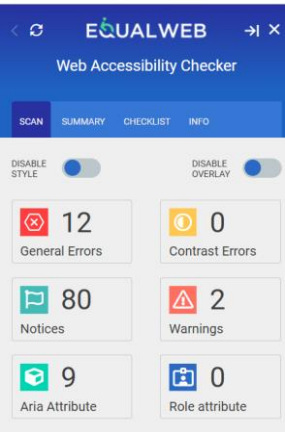 EQUALWEB
Web Accessibility Checker
SCAN SUMMARY CHECKLIST INFO
DISABLE STYLE
DISABLE OVERLAY
12
General Errors
0
Contrast Errors
80
Notices
2
Warnings
9
Aria Attribute
0
Role attribute